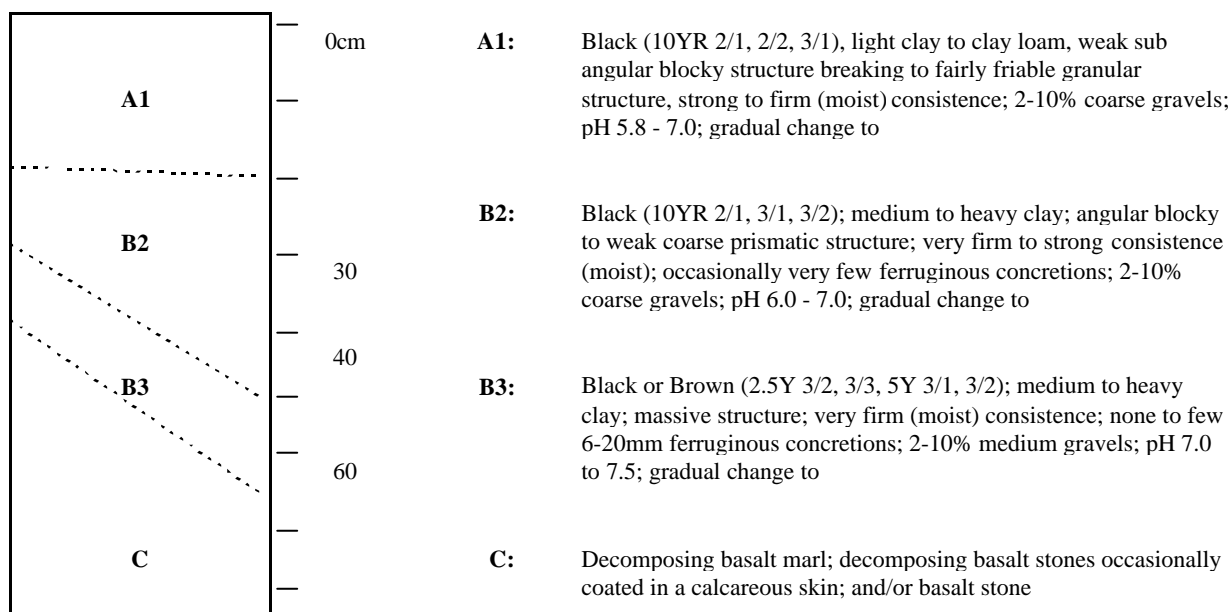 0cm
A1
30
B2
40
B3
60
C
A1: Black (10YR 2/1, 2/2, 3/1), light clay to clay loam, weak sub
angular blocky structure breaking to fairly friable granular
structure, strong to firm (moist) consistence; 2-10% coarse gravels;
pH 5.8 - 7.0; gradual change to
B2: Black (10YR 2/1, 3/1, 3/2); medium to heavy clay; angular blocky
to weak coarse prismatic structure; very firm to strong consistence
(moist); occasionally very few ferruginous concretions; 2-10%
coarse gravels; pH 6.0 - 7.0; gradual change to
B3: Black or Brown (2.5Y 3/2, 3/3, 5Y 3/1, 3/2); medium to heavy
clay; massive structure; very firm (moist) consistence; none to few
6-20mm ferruginous concretions; 2-10% medium gravels; pH 7.0
to 7.5; gradual change to
C: Decomposing basalt marl; decomposing basalt stones occasionally
coated in a calcareous skin; and/or basalt stone